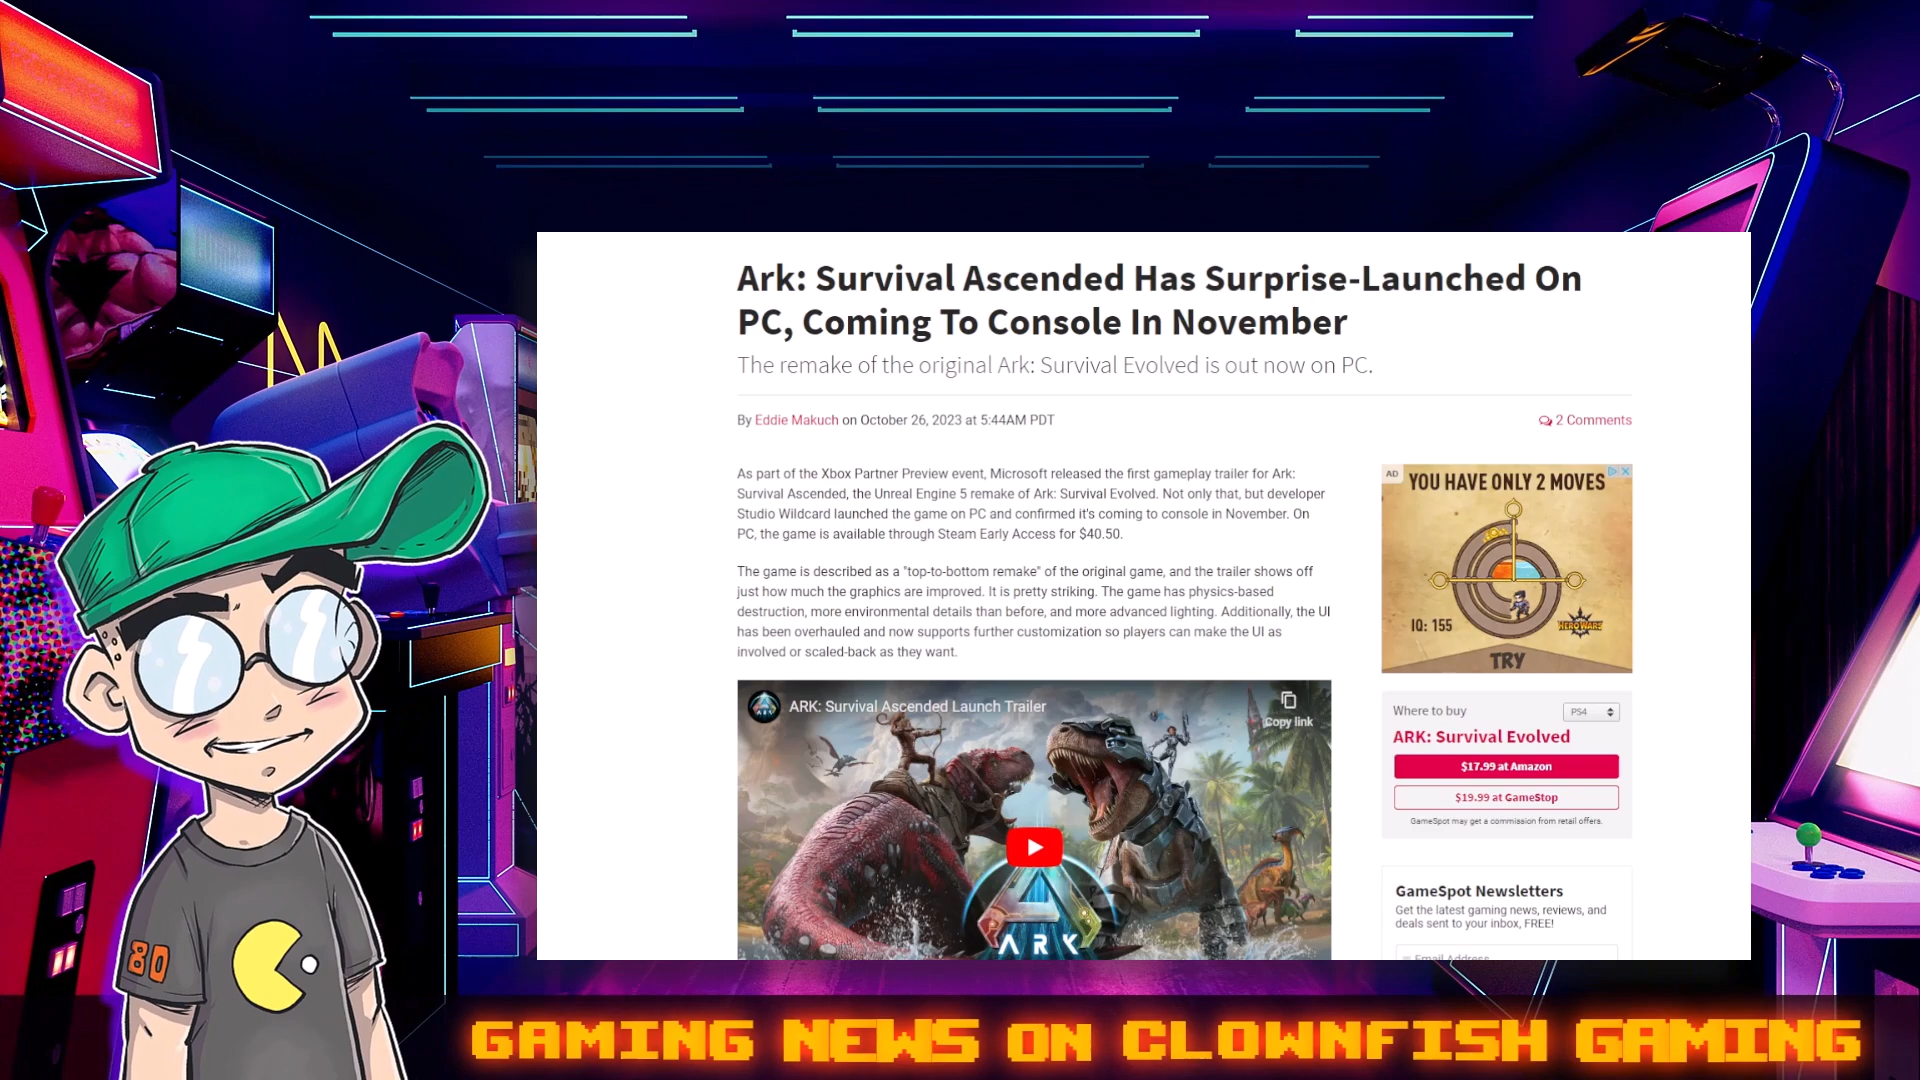 Ark: Survival Ascended Has Surprise-Launched On
PC, Coming To Console In November
The remake of the original Ark: Survival Evolved is out now on PC.
By Eddie Makuch on October 26, 2023 at 5:44AM PDT
2 Comments
As part of the Xbox Partner Preview event, Microsoft released the first gameplay trailer for Ark:
Survival Ascended, the Unreal Engine 5 remake of Ark: Survival Evolved. Not only that, but developer
Studio Wildcard launched the game on PC and confirmed it's coming to console in November. On
PC, the game is available through Steam Early Access for $40.50.
The game is described as a "top-to-bottom remake" of the original game, and the trailer shows off
just how much the graphics are improved. It is pretty striking. The game has physics-based
destruction, more environmental details than before, and more advanced lighting. Additionally, the UI
has been overhauled and now supports further customization so players can make the UI as
involved or scaled-back as they want.
ARK: Survival Ascended Launch Trailer
Copy link
ARK
AD
YOU HAVE ONLY 2 MOVES
IQ: 155
HERO WARS
TRY
Where to buy
PS4
ARK: Survival Evolved
$17.99 at Amazon
$19.99 at GameStop
GameSpot may get a commission from retail offers.
GameSpot Newsletters
Get the latest gaming news, reviews, and
deals sent to your inbox, FREE!
Email Address
80
GAMING NEWS ON CLOWNFISH GAMING